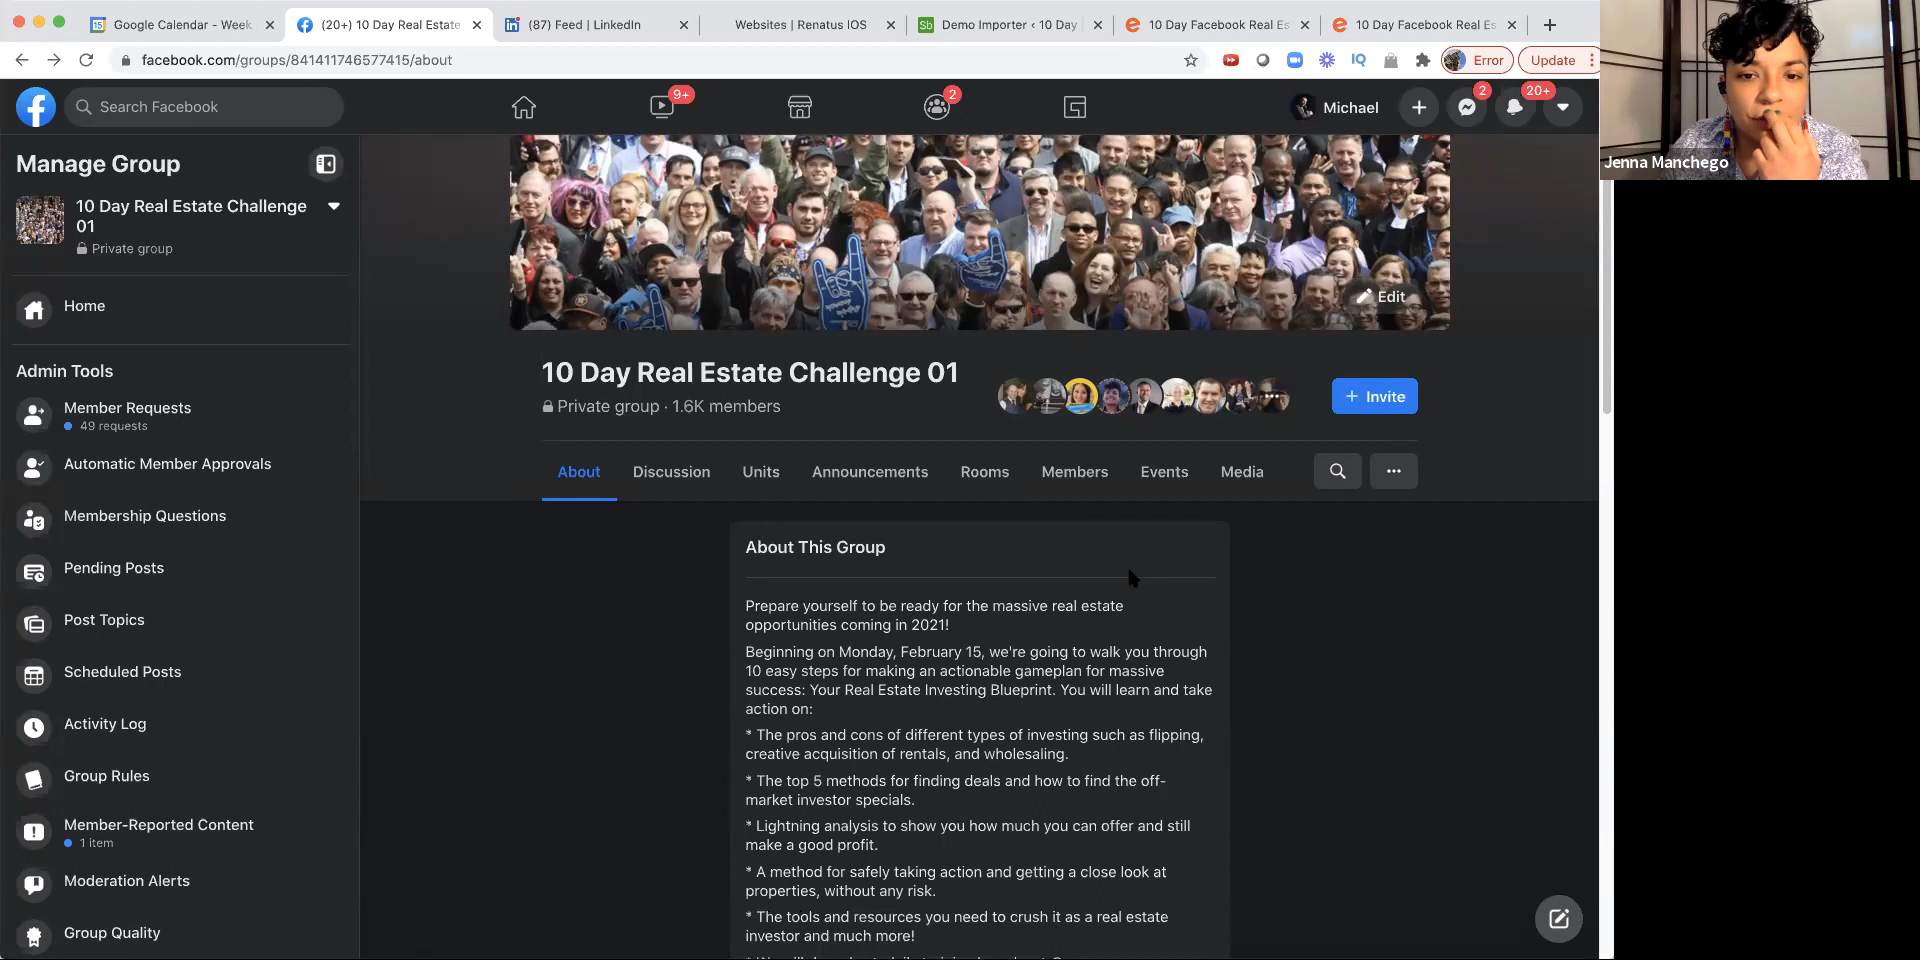 Google Calendar - Week
(20+) 10 Day Real Estate
(87) Feed | LinkedIn
Websites | Renatus IOS
Demo Importer ‹ 10 Day
10 Day Facebook Real Es
10 Day Facebook Real Es
facebook.com/groups/841411746577415/about
Error
Update
Search Facebook
9+
2
Michael
2
20+
Jenna Manchego
Manage Group
10 Day Real Estate Challenge
01
Private group
Home
Admin Tools
Member Requests
49 requests
Automatic Member Approvals
Membership Questions
Pending Posts
Post Topics
Scheduled Posts
Activity Log
Group Rules
Member-Reported Content
1 item
Moderation Alerts
Group Quality
Edit
10 Day Real Estate Challenge 01
Private group · 1.6K members
+ Invite
About
Discussion
Units
Announcements
Rooms
Members
Events
Media
About This Group
Prepare yourself to be ready for the massive real estate
opportunities coming in 2021!
Beginning on Monday, February 15, we're going to walk you through
10 easy steps for making an actionable gameplan for massive
success: Your Real Estate Investing Blueprint. You will learn and take
action on:
* The pros and cons of different types of investing such as flipping,
creative acquisition of rentals, and wholesaling.
* The top 5 methods for finding deals and how to find the off-
market investor specials.
* Lightning analysis to show you how much you can offer and still
make a good profit.
* A method for safely taking action and getting a close look at
properties, without any risk.
* The tools and resources you need to crush it as a real estate
investor and much more!